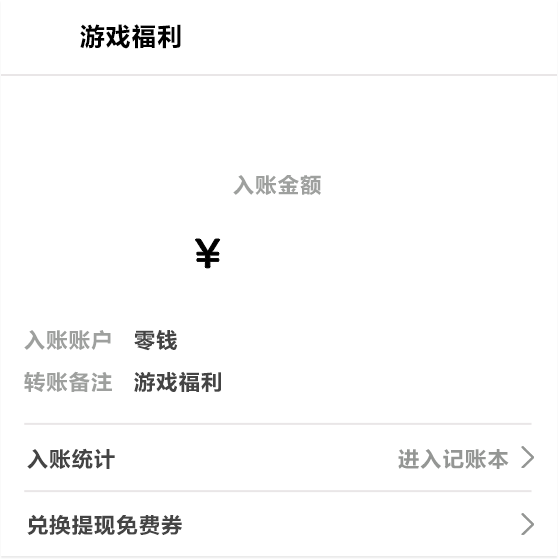 游戏福利
入账金额
¥
入账账户 零钱
转账备注 游戏福利
入账统计 进入记账本
兑换提现免费券